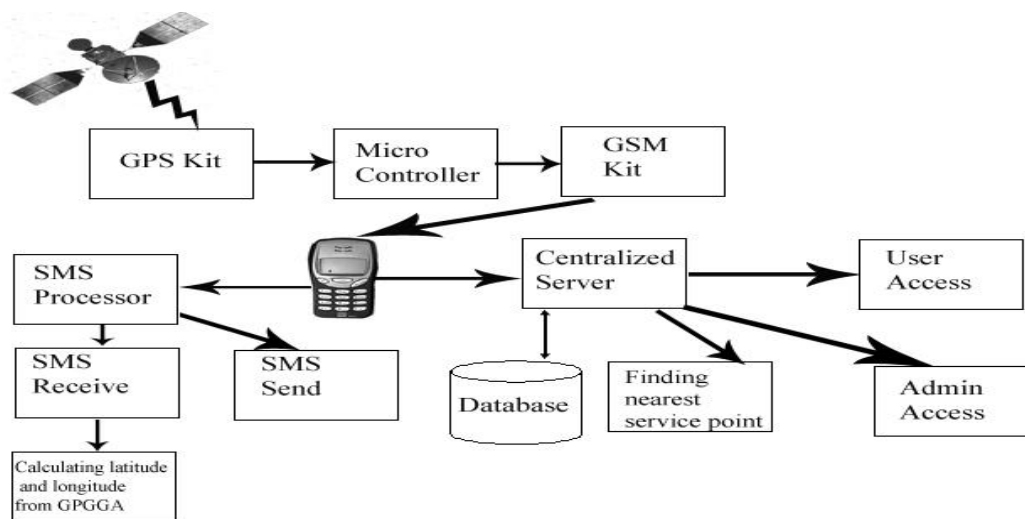 GPS Kit
Micro
Controller
GSM
Kit
SMS
Processor
Centralized
Server
User
Access
SMS
Receive
SMS
Send
Database
Finding
nearest
service point
Admin
Access
Calculating latitude
and longitude
from GPGGA